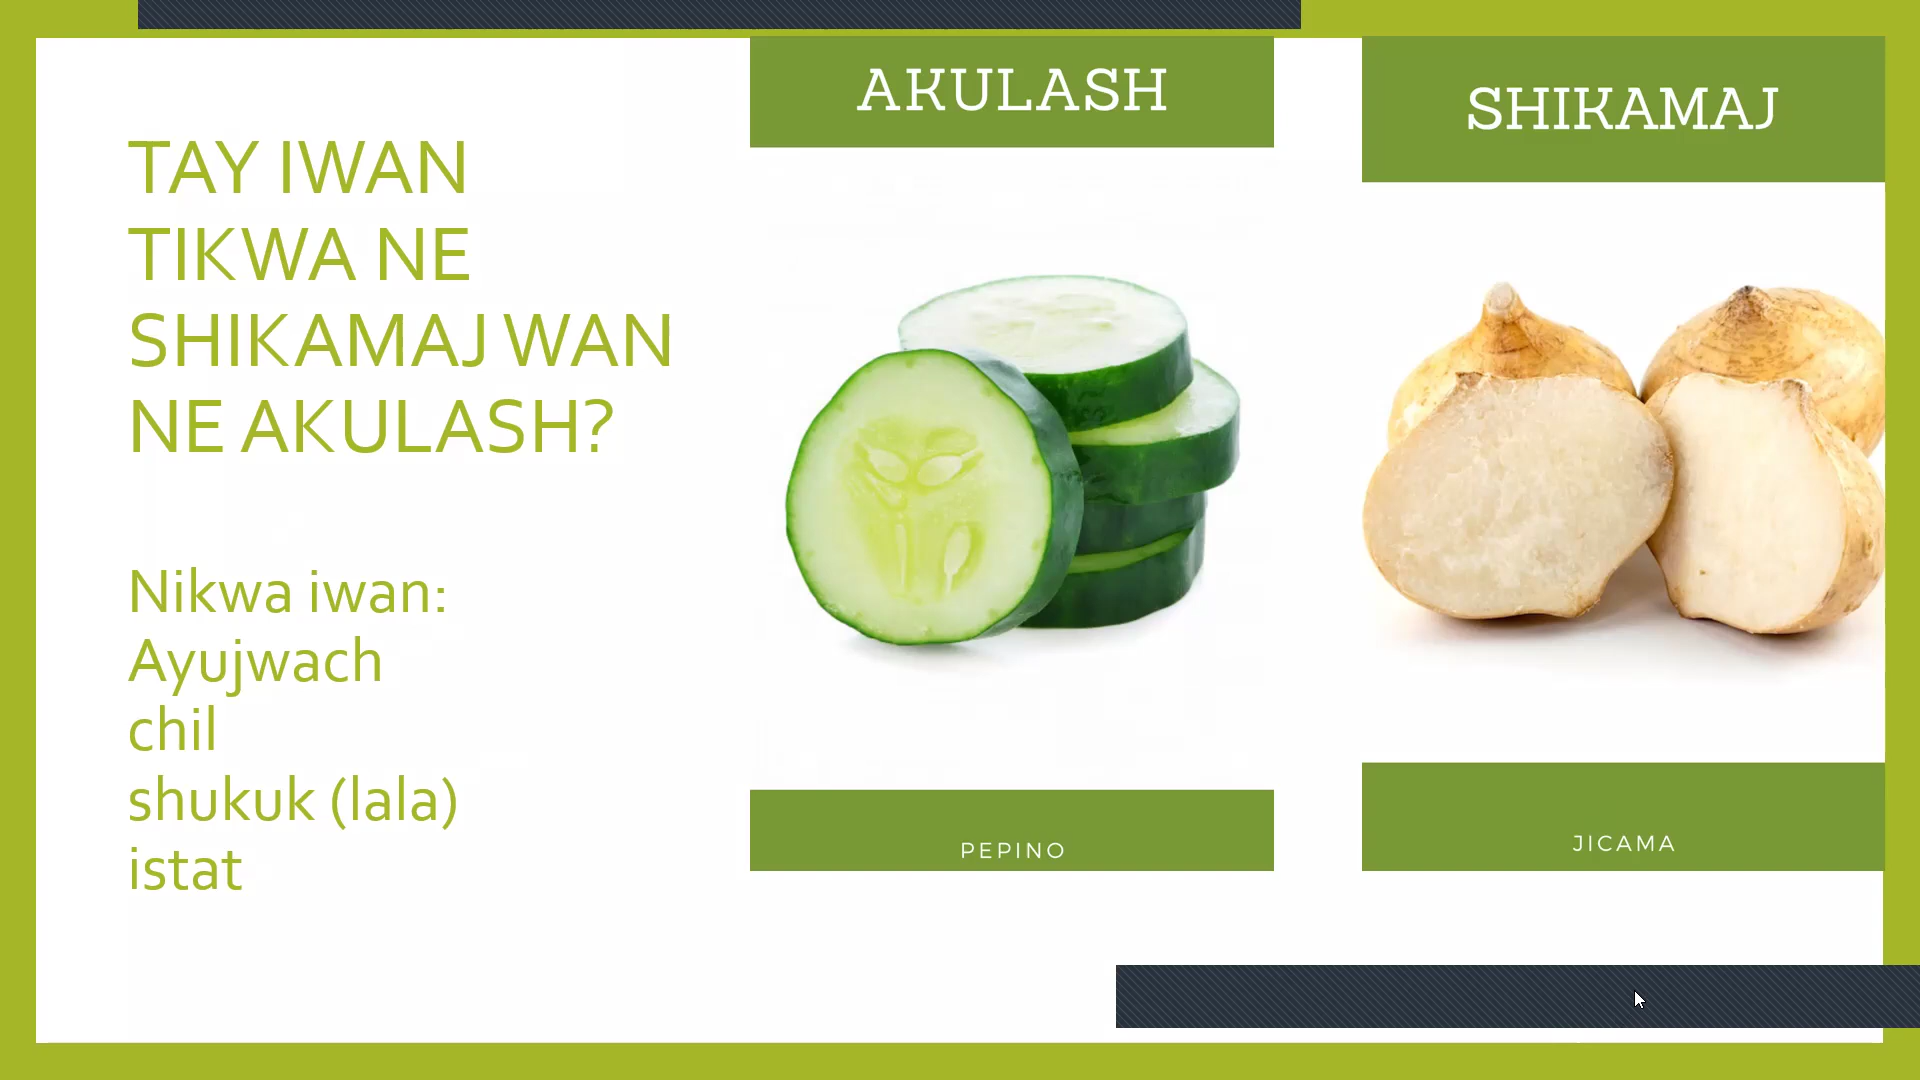 TAY IWAN
TIKWA NE
SHIKAMAJ WAN
NE AKULASH?
Nikwa iwan:
Ayujwach
chil
shukuk (lala)
istat
AKULASH
PEPINO
SHIKAMAJ
JICAMA